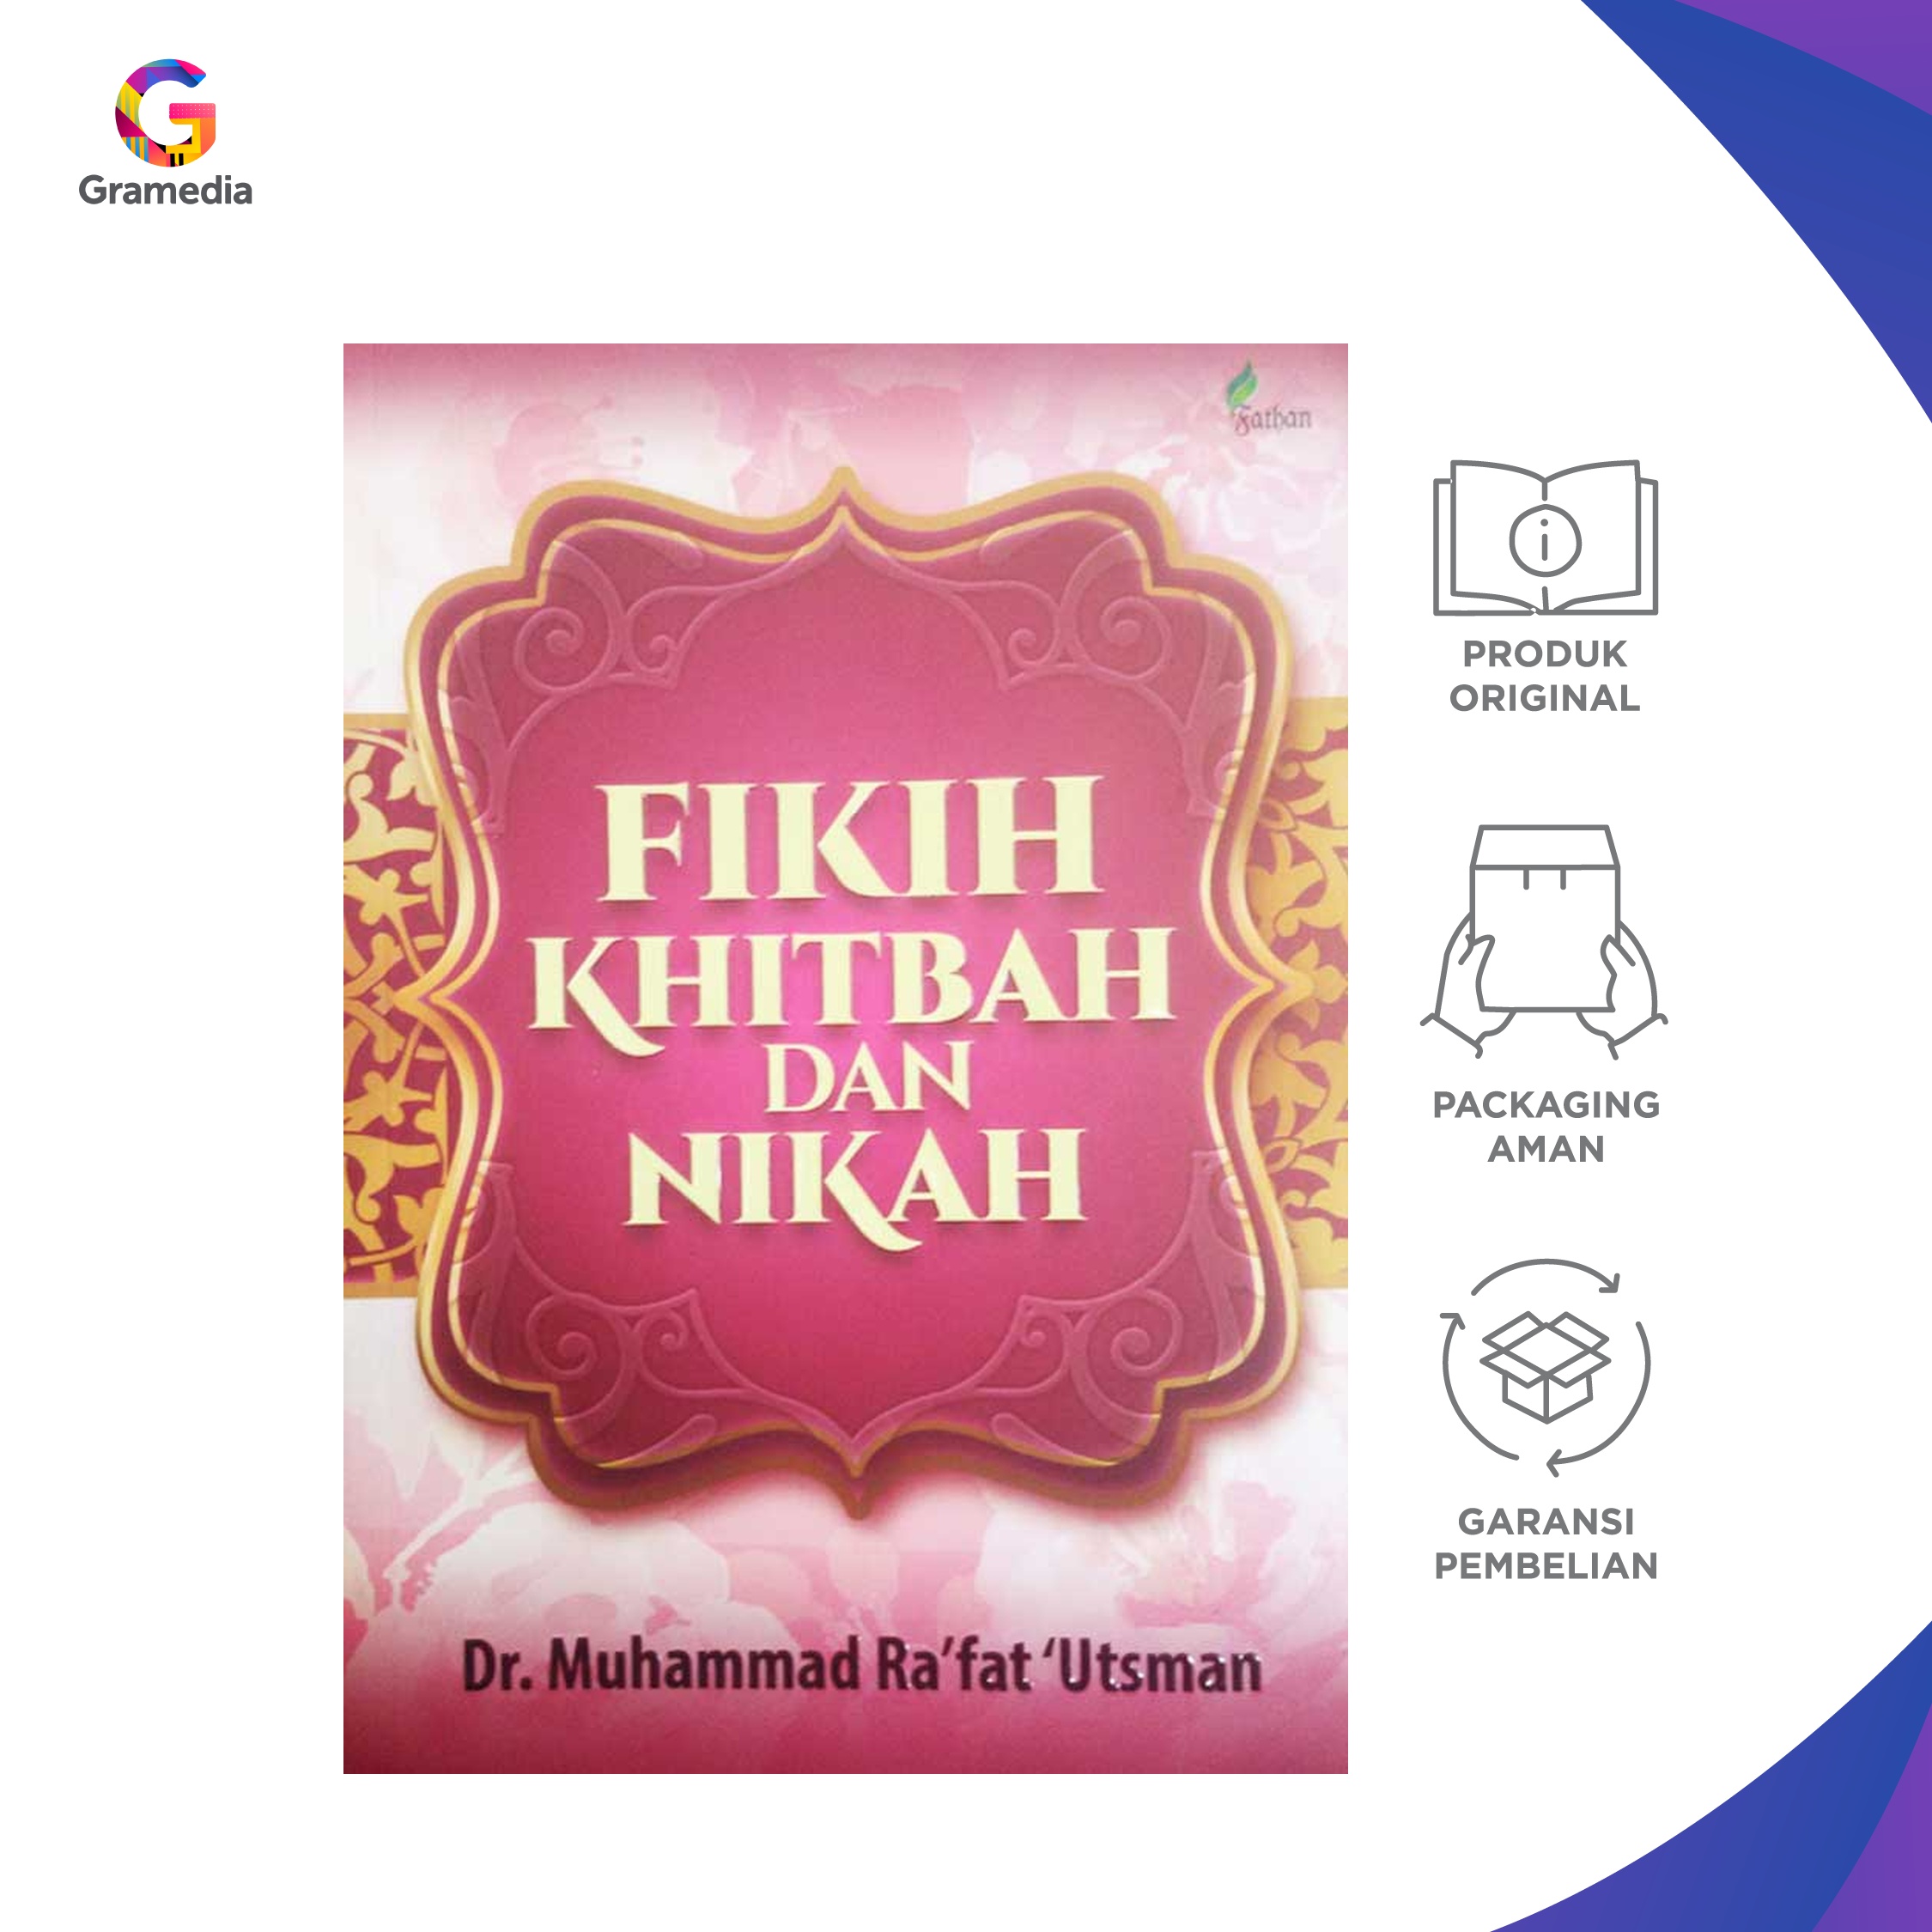 Gramedia
Fathan
FIKIH
KHITBAH
DAN
NIKAH
Dr. Muhammad Ra’fat ‘Utsman
PRODUK
ORIGINAL
PACKAGING
AMAN
GARANSI
PEMBELIAN